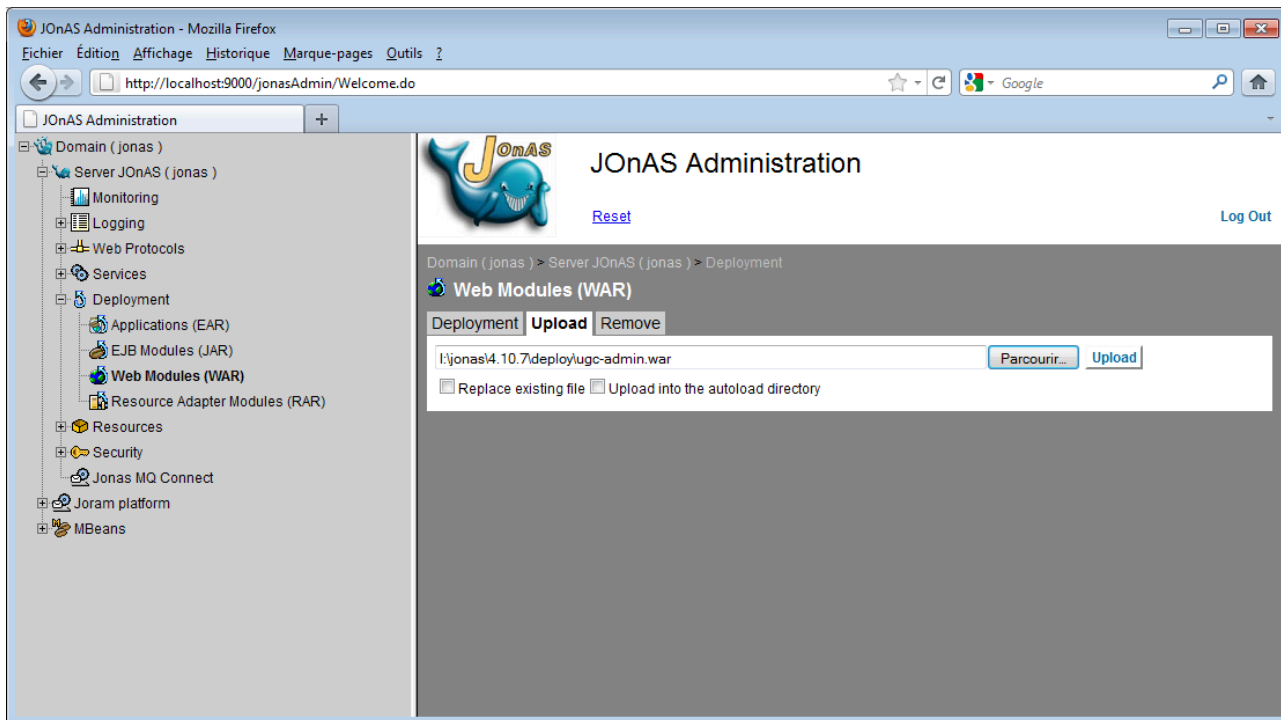 JOnAS Administration - Mozilla Firefox
Fichier Édition Affichage Historique Marque-pages Outils ?
http://localhost:9000/jonasAdmin/Welcome.do
Google
JOnAS Administration
Domain ( jonas )
Server JOnAS ( jonas )
Monitoring
Logging
Web Protocols
Services
Deployment
Applications (EAR)
EJB Modules (JAR)
Web Modules (WAR)
Resource Adapter Modules (RAR)
Resources
Security
Jonas MQ Connect
Joram platform
MBeans
JOnAS
JOnAS Administration
Reset
Log Out
Domain ( jonas ) > Server JOnAS ( jonas ) > Deployment
Web Modules (WAR)
Deployment Upload Remove
I:\jonas\4.10.7\deploy\ugc-admin.war Parcourir... Upload
Replace existing file Upload into the autoload directory